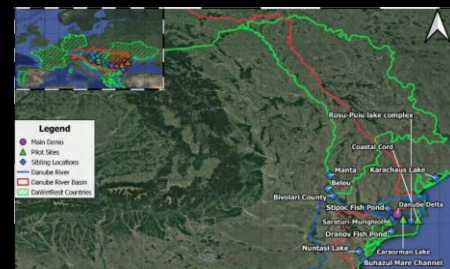 Legend
Main Demo
Pilot Sites
Sibling Locations
Danube River
Danube River Basin
DaWetRest Countries
Rosu-Puiu lake complex
Coastal Cord
Karachaus Lake
Manta
Beleu
Bivolari County
Stipoc Fish Pond
Danube Delta
Saraturi-Murighiol
Dranov Fish Pond
Nuntasi Lake
Caraorman Lake
Buhazul Mare Channel